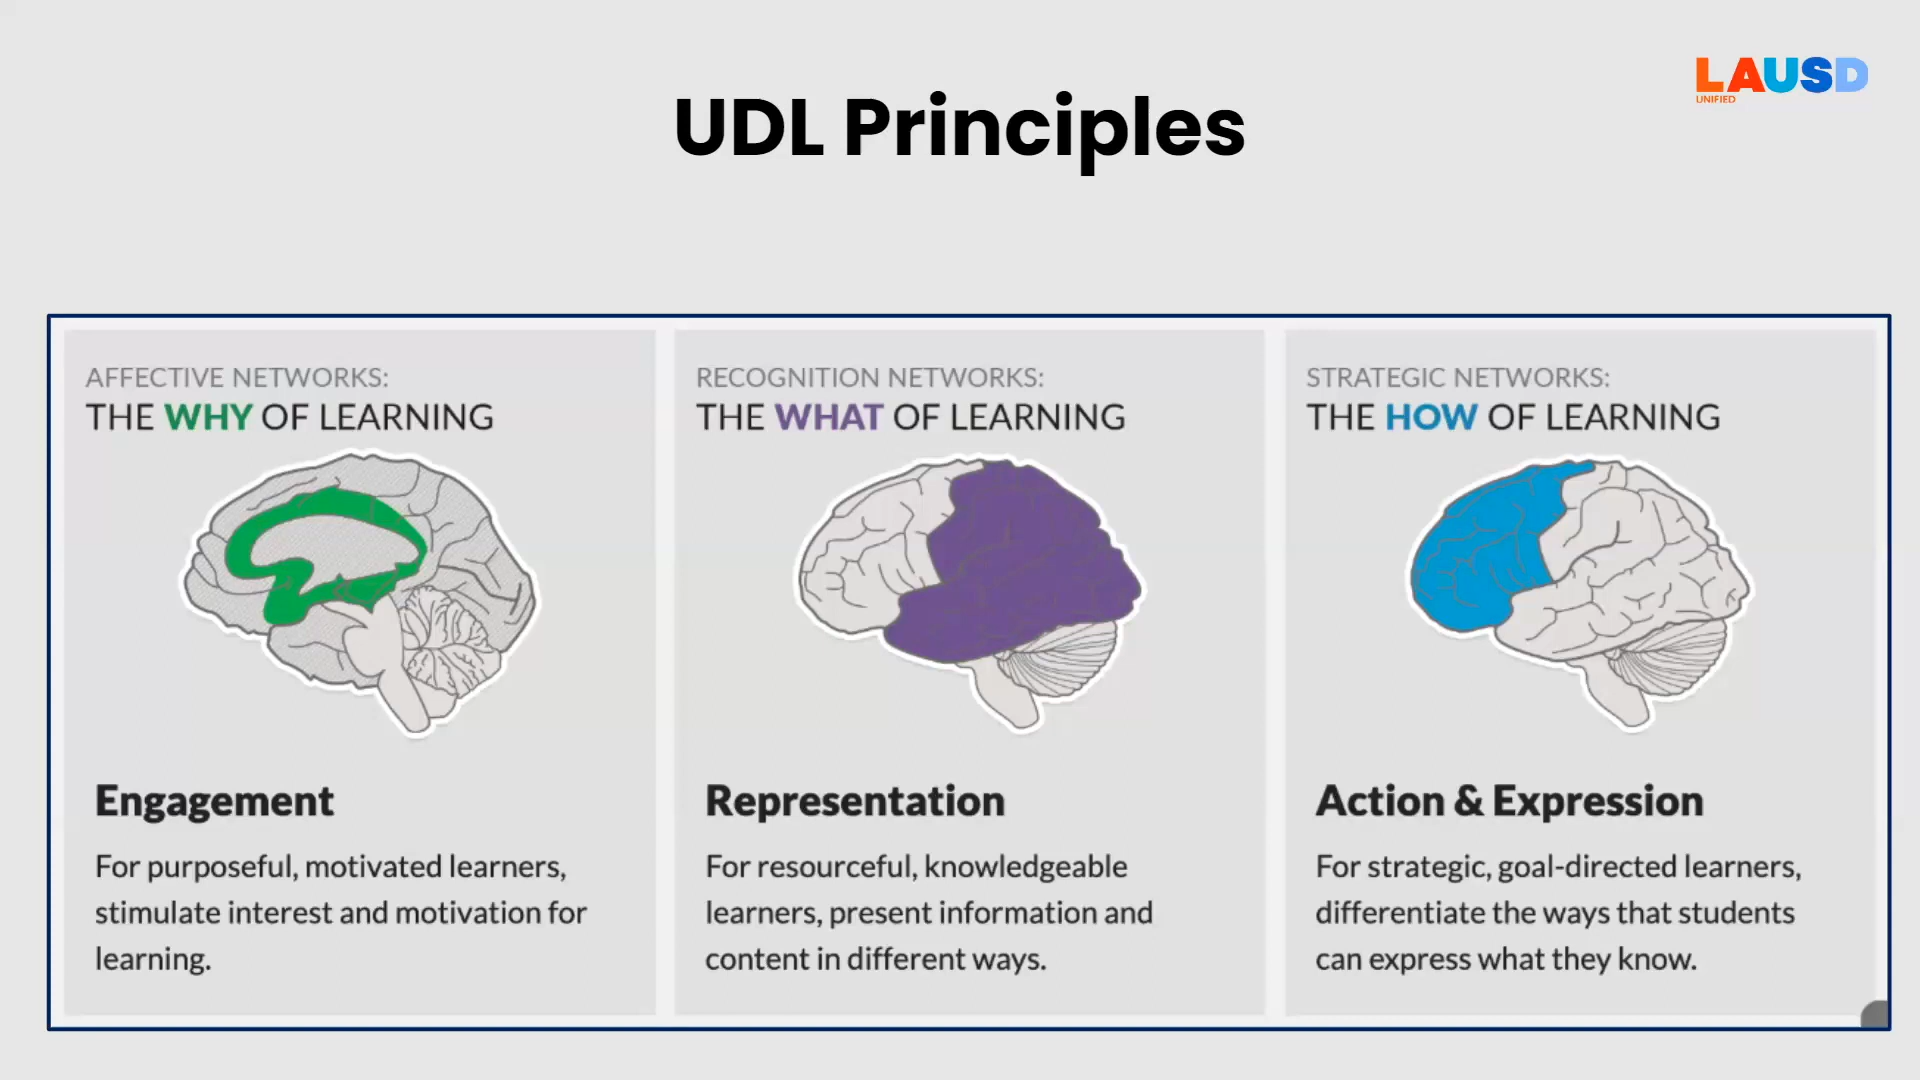 LAUSD
UNIFIED
UDL Principles
AFFECTIVE NETWORKS:
THE WHY OF LEARNING
Engagement
For purposeful, motivated learners,
stimulate interest and motivation for
learning.
RECOGNITION NETWORKS:
THE WHAT OF LEARNING
Representation
For resourceful, knowledgeable
learners, present information and
content in different ways.
STRATEGIC NETWORKS:
THE HOW OF LEARNING
Action & Expression
For strategic, goal-directed learners,
differentiate the ways that students
can express what they know.